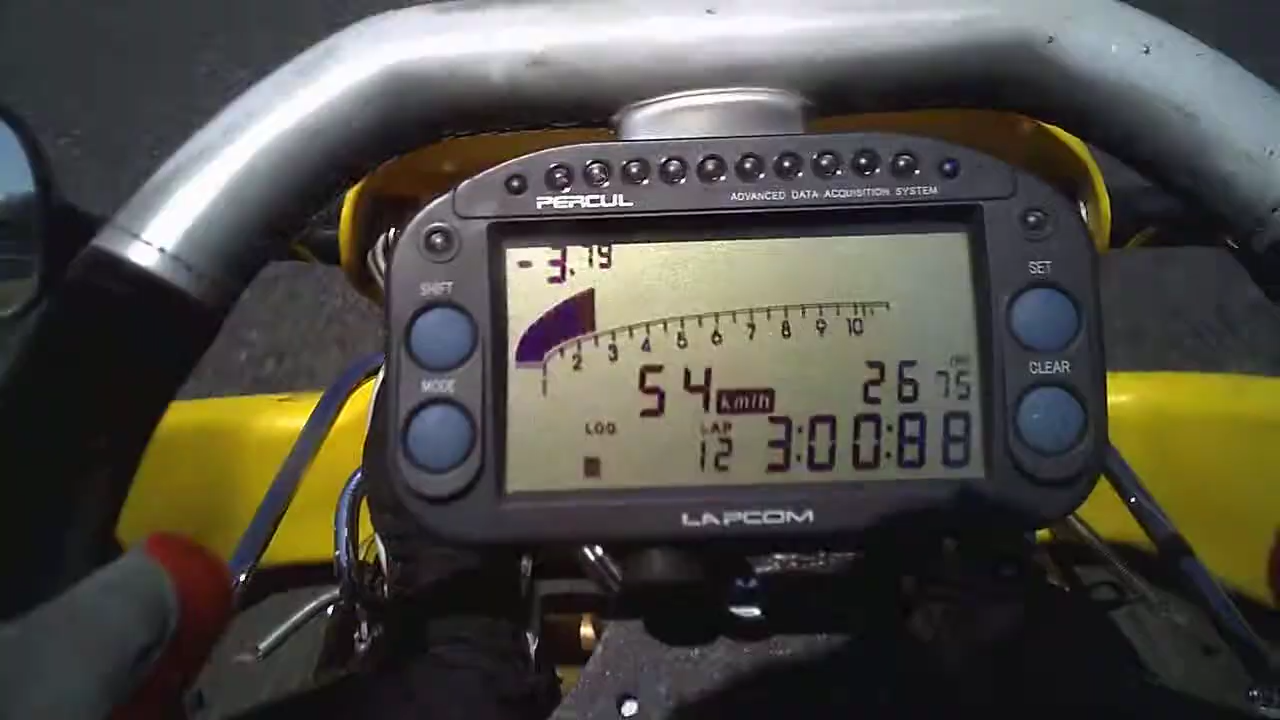 PERCUL
ADVANCED DATA ACQUISITION SYSTEM
SHIFT
SET
-3.79
1 2 3 4 5 6 7 8 9 10
MODE
CLEAR
54 km/h
26 75
LOG
LAP
12
3:00:88
LAPCOM